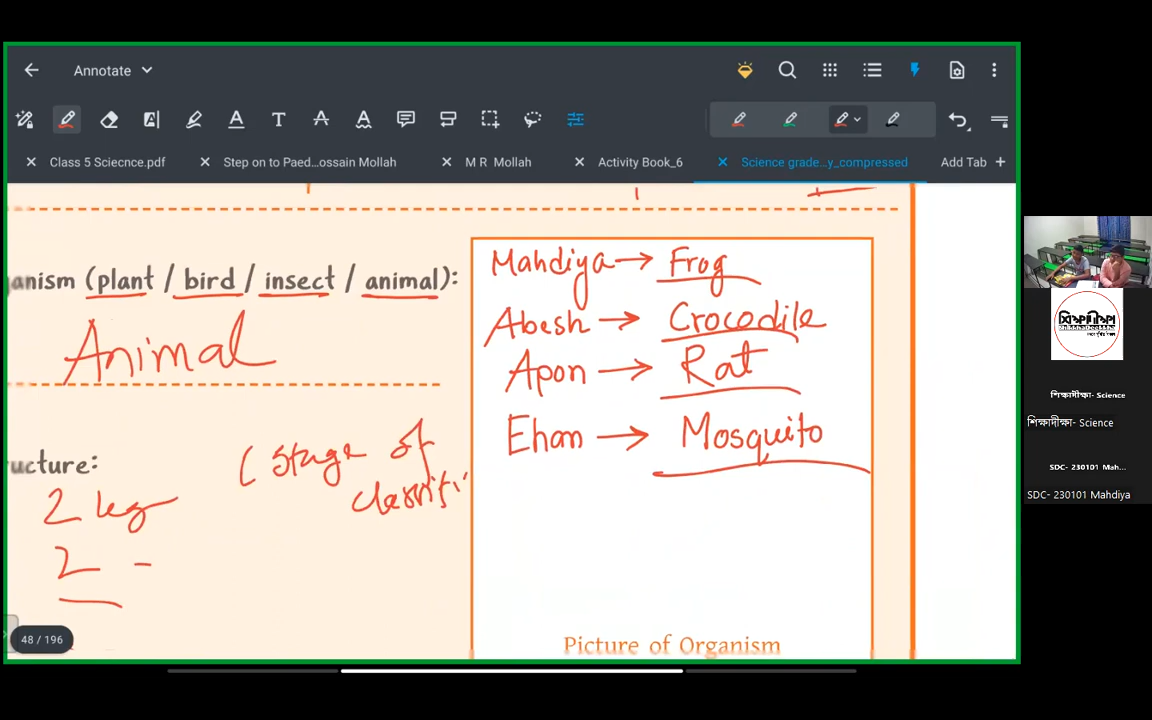 Annotate
Class 5 Sciecnce.pdf
Step on to Paed...ossain Mollah
M R Mollah
Activity Book_6
Science grade...y_compressed
Add Tab
anism (plant / bird / insect / animal):
Animal
ucture:
2 leg
2 -
(Stage of
Mahdiya → Frog
Abesh → Crocodile
Apon → Rat
Ehan → Mosquito
Picture of Organism
48 / 196
শিক্ষাদীক্ষা
শিক্ষাদীক্ষা- Science
শিক্ষাদীক্ষা- Science
SDC- 230101 Mah...
SDC- 230101 Mahdiya